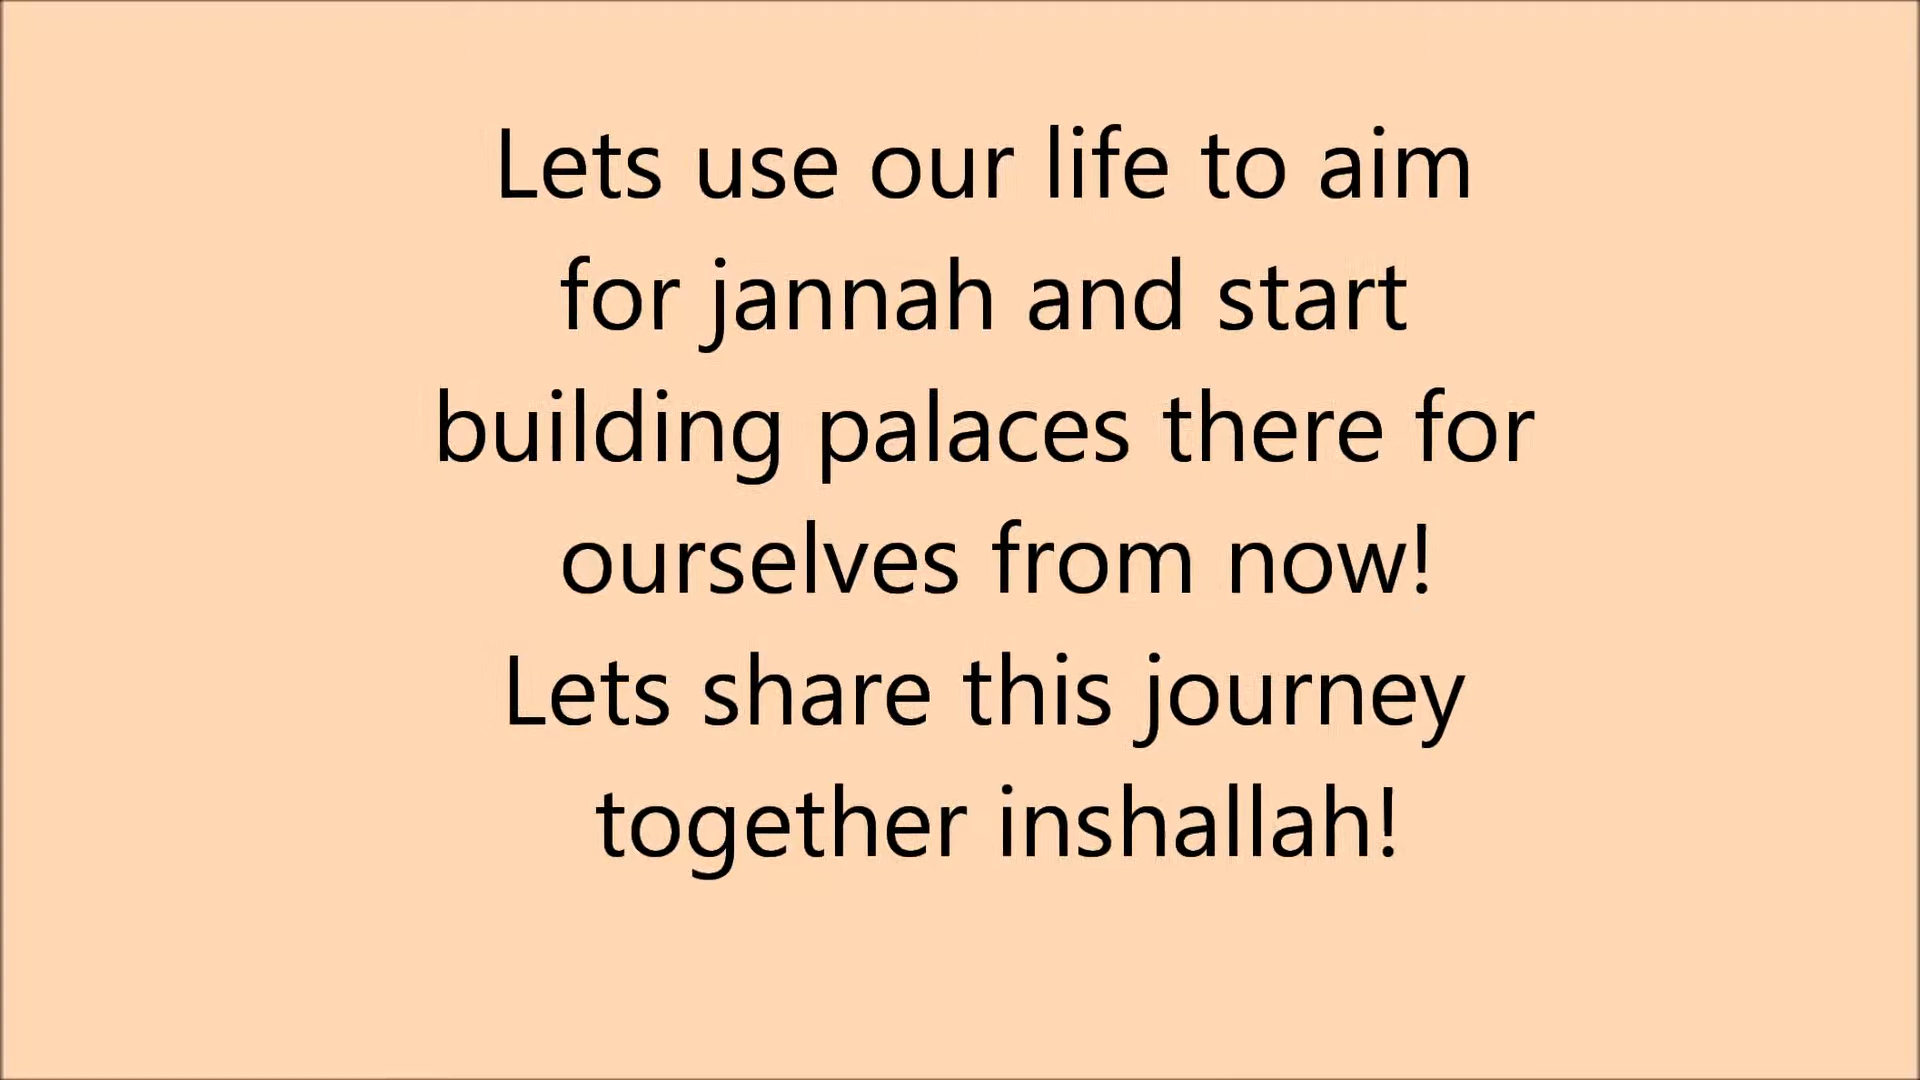 Lets use our life to aim
for jannah and start
building palaces there for
ourselves from now!
Lets share this journey
together inshallah!